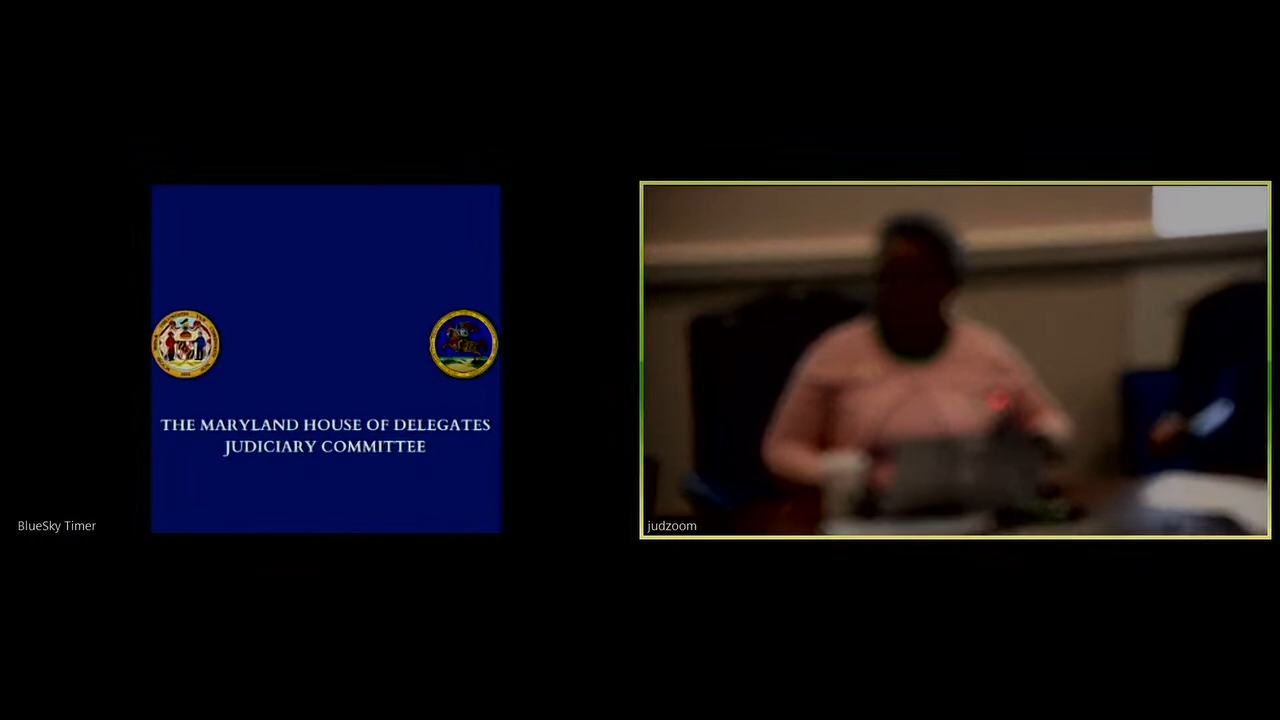 THE MARYLAND HOUSE OF DELEGATES
JUDICIARY COMMITTEE
BlueSky Timer
judzoom